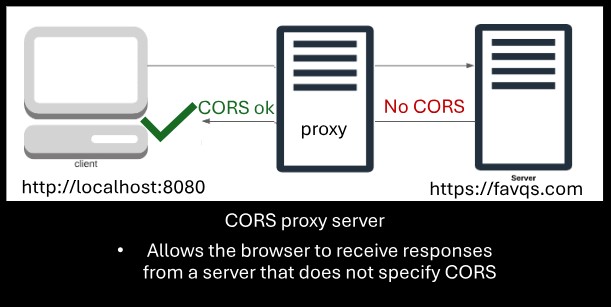 CORS ok
No CORS
proxy
client
Server
http://localhost:8080
https://favqs.com
CORS proxy server
• Allows the browser to receive responses
from a server that does not specify CORS